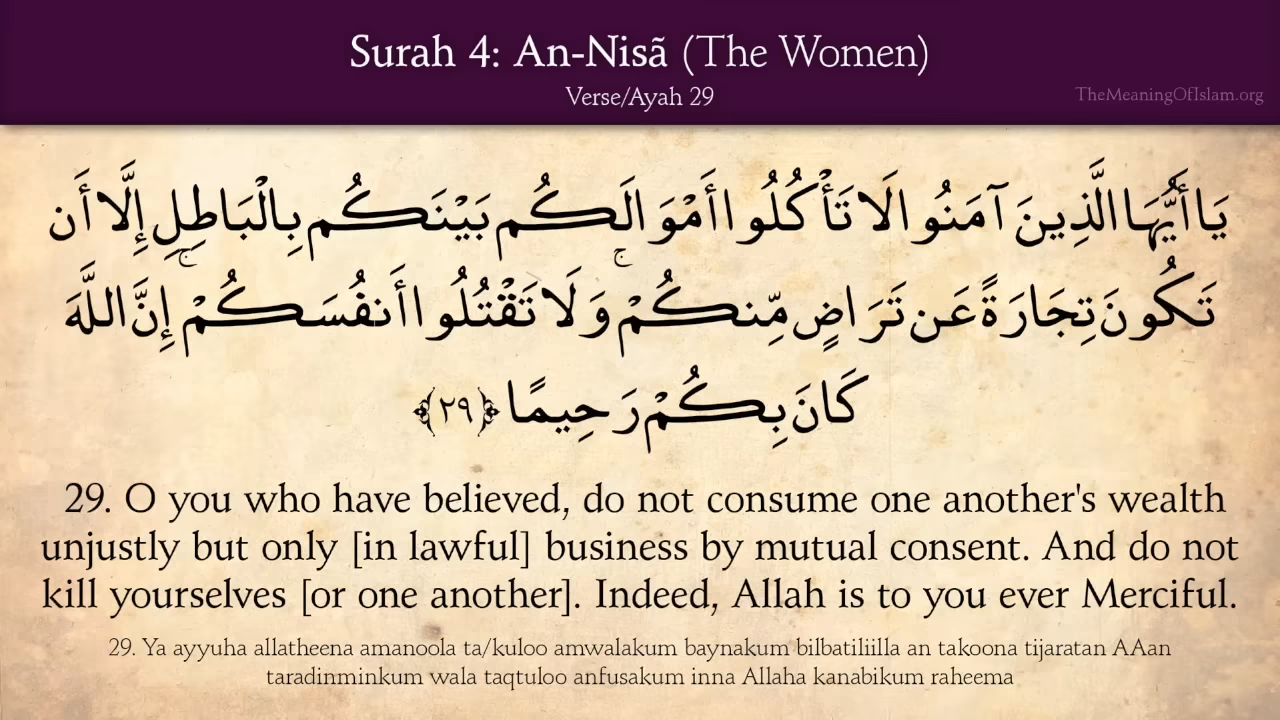 Surah 4: An-Nisã (The Women)
Verse/Ayah 29
TheMeaningOfIslam.org
يَا أَيُّهَا الَّذِينَ آمَنُوا لَا تَأْكُلُوا أَمْوَالَكُم بَيْنَكُم بِالْبَاطِلِ إِلَّا أَن
تَكُونَ تِجَارَةً عَن تَرَاضٍ مِّنكُمْ ۚ وَلَا تَقْتُلُوا أَنفُسَكُمْ ۚ إِنَّ اللَّهَ
كَانَ بِكُمْ رَحِيمًا ﴿٢٩﴾
29. O you who have believed, do not consume one another's wealth
unjustly but only [in lawful] business by mutual consent. And do not
kill yourselves [or one another]. Indeed, Allah is to you ever Merciful.
29. Ya ayyuha allatheena amanoola ta/kuloo amwalakum baynakum bilbatiliilla an takoona tijaratan AAan
taradinminkum wala taqtuloo anfusakum inna Allaha kanabikum raheema